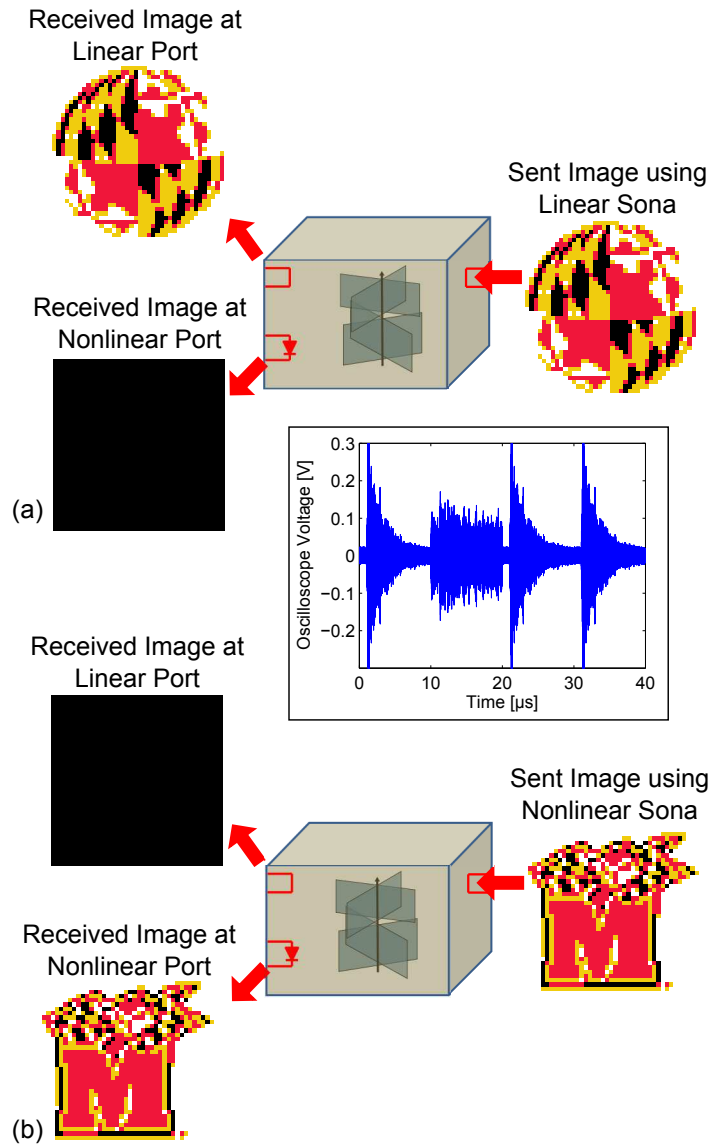 Received Image at
Linear Port
Sent Image using
Linear Sona
Received Image at
Nonlinear Port
(a)
Oscilloscope Voltage [V]
0.3
0.2
0.1
0
−0.1
−0.2
0
10
20
30
40
Time [µs]
Received Image at
Linear Port
Sent Image using
Nonlinear Sona
Received Image at
Nonlinear Port
M
(b)